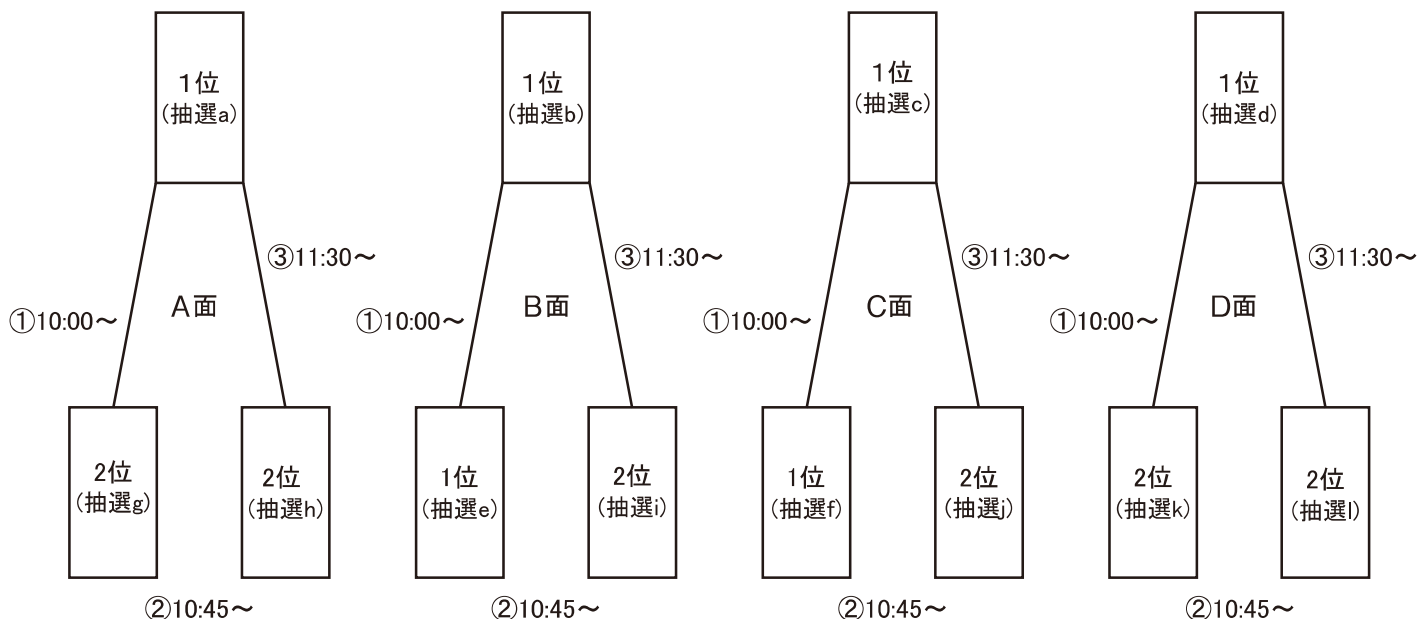 1位
(抽選a)
1位
(抽選b)
1位
(抽選c)
1位
(抽選d)
③11:30～
③11:30～
③11:30～
③11:30～
①10:00～
A面
①10:00～
B面
①10:00～
C面
①10:00～
D面
2位
(抽選g)
2位
(抽選h)
1位
(抽選e)
2位
(抽選i)
1位
(抽選f)
2位
(抽選j)
2位
(抽選k)
2位
(抽選l)
②10:45～
②10:45～
②10:45～
②10:45～